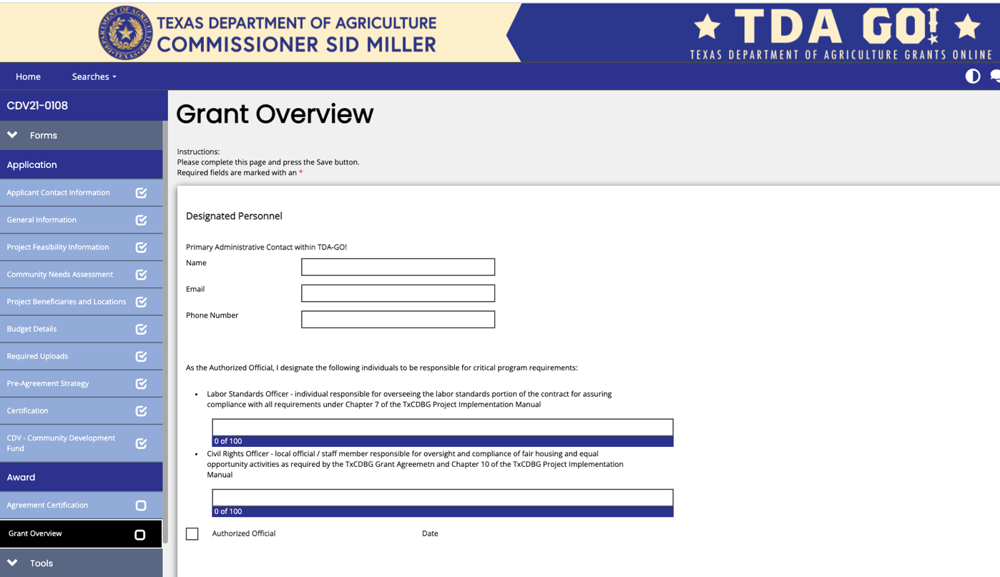 TEXAS DEPARTMENT OF AGRICULTURE
COMMISSIONER SID MILLER
TDA GO!
TEXAS DEPARTMENT OF AGRICULTURE GRANTS ONLINE
Home
Searches
CDV21-0108
Forms
Application
Applicant Contact Information
General Information
Project Feasibility Information
Community Needs Assessment
Project Beneficiaries and Locations
Budget Details
Required Uploads
Pre-Agreement Strategy
Certification
CDV - Community Development
Fund
Award
Agreement Certification
Grant Overview
Tools
Grant Overview
Instructions:
Please complete this page and press the Save button.
Required fields are marked with an *
Designated Personnel
Primary Administrative Contact within TDA-GO!
Name
Email
Phone Number
As the Authorized Official, I designate the following individuals to be responsible for critical program requirements:
• Labor Standards Officer - individual responsible for overseeing the labor standards portion of the contract for assuring
compliance with all requirements under Chapter 7 of the TxCDBG Project Implementation Manual
0 of 100
• Civil Rights Officer - local official / staff member responsible for oversight and compliance of fair housing and equal
opportunity activities as required by the TxCDBG Grant Agreemetn and Chapter 10 of the TxCDBG Project Implementation
Manual
0 of 100
Authorized Official Date